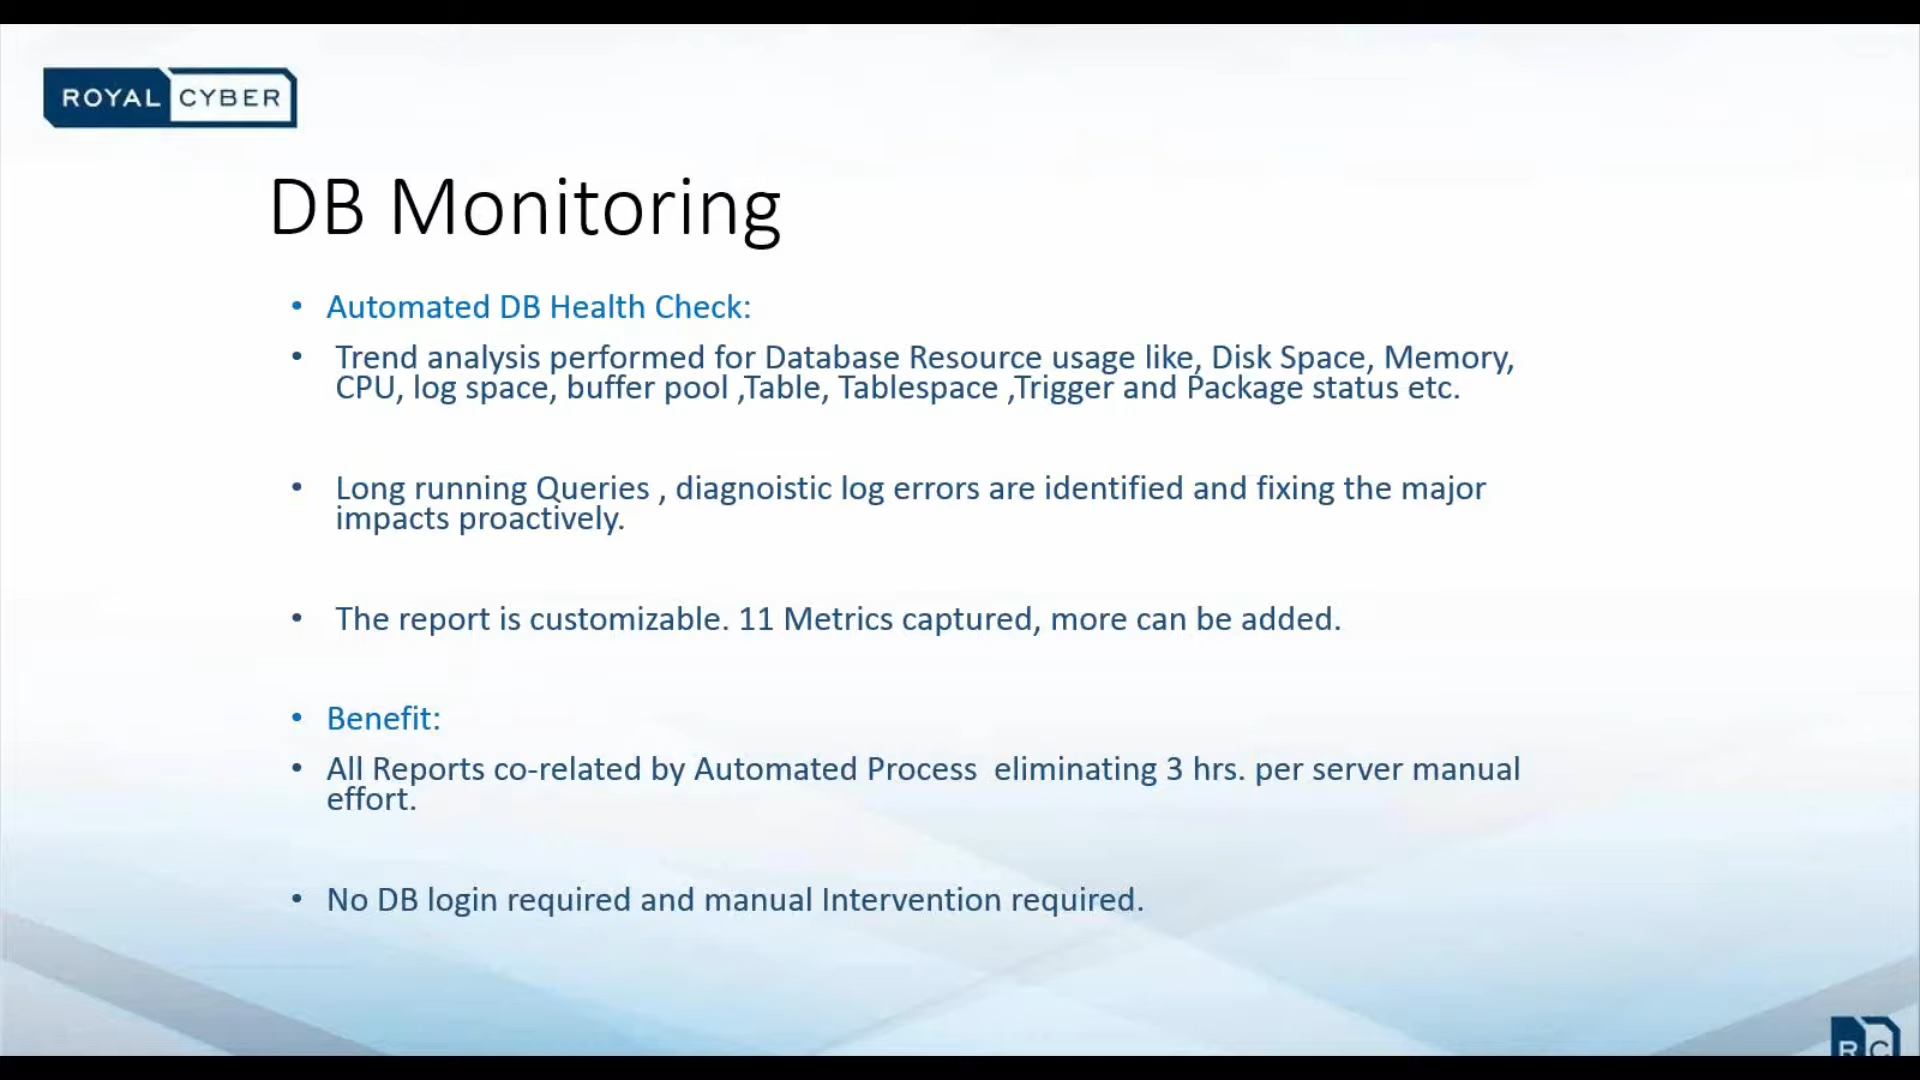 ROYAL CYBER
DB Monitoring
• Automated DB Health Check:
• Trend analysis performed for Database Resource usage like, Disk Space, Memory,
CPU, log space, buffer pool ,Table, Tablespace ,Trigger and Package status etc.
• Long running Queries , diagnoistic log errors are identified and fixing the major
impacts proactively.
• The report is customizable. 11 Metrics captured, more can be added.
• Benefit:
• All Reports co-related by Automated Process  eliminating 3 hrs. per server manual
effort.
• No DB login required and manual Intervention required.
RC